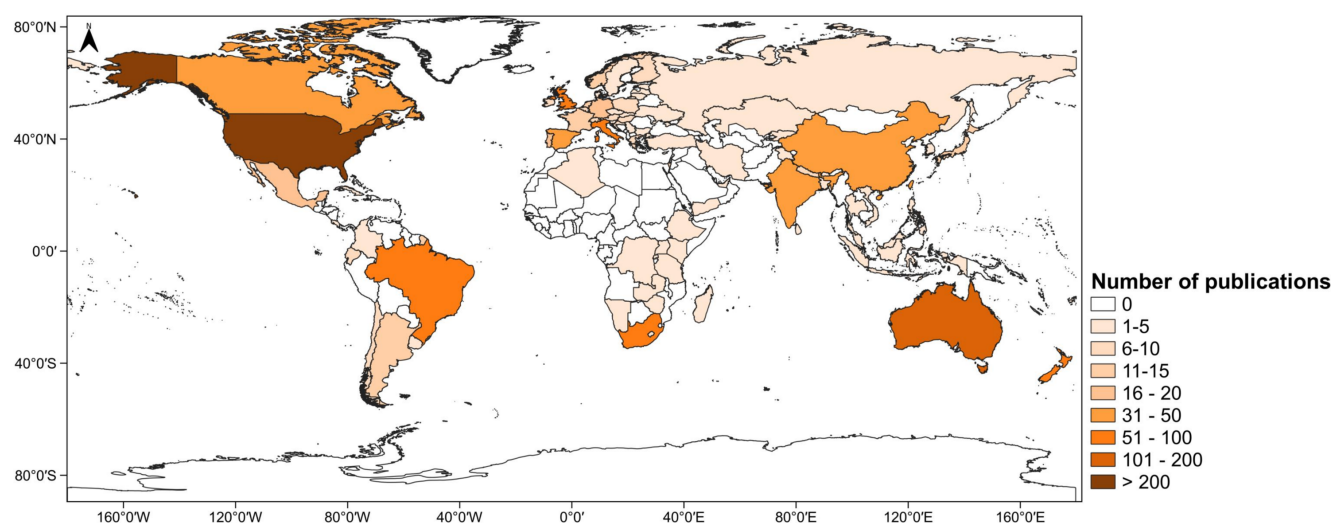 N
80°0'N
40°0'N
0°0'
40°0'S
80°0'S
160°0'W
120°0'W
80°0'W
40°0'W
0°0'
40°0'E
80°0'E
120°0'E
160°0'E
Number of publications
0
1-5
6-10
11-15
16 - 20
31 - 50
51 - 100
101 - 200
> 200